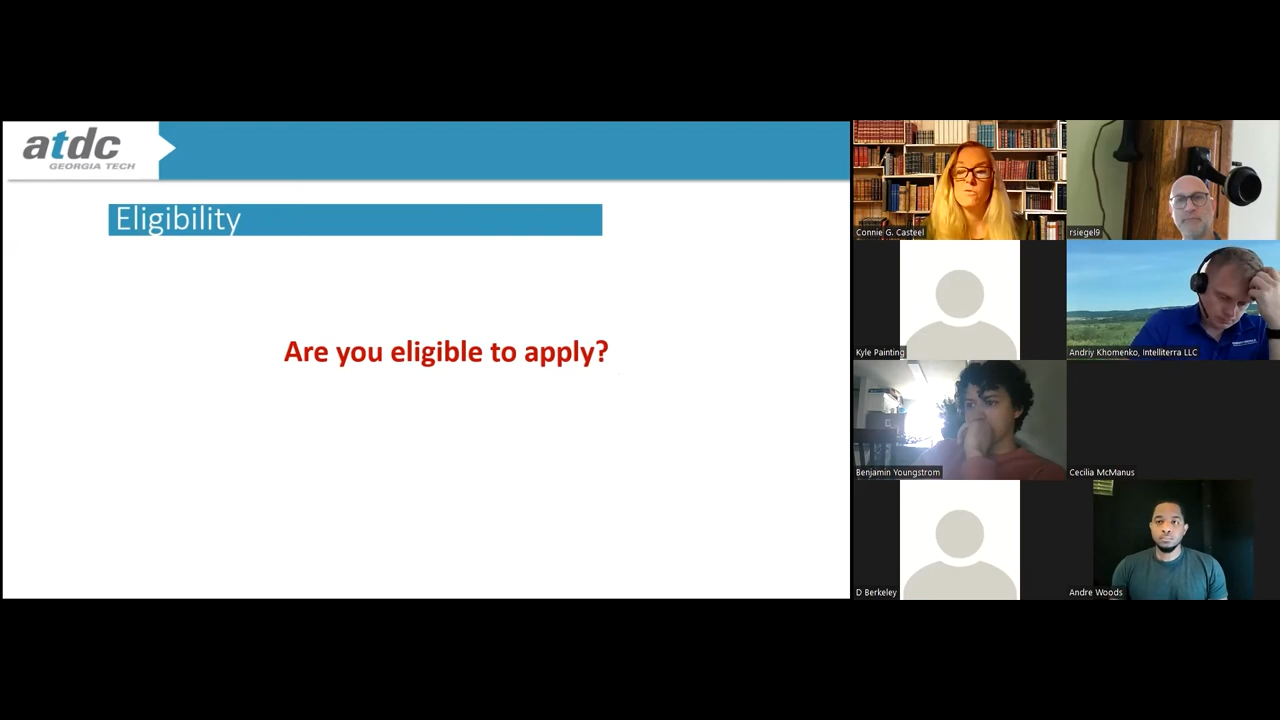 atdc
GEORGIA TECH
Eligibility
Are you eligible to apply?
Connie G. Casteel
rsiegel9
Kyle Painting
Andriy Khomenko, Intelliterra LLC
Benjamin Youngstrom
Cecilia McManus
D Berkeley
Andre Woods